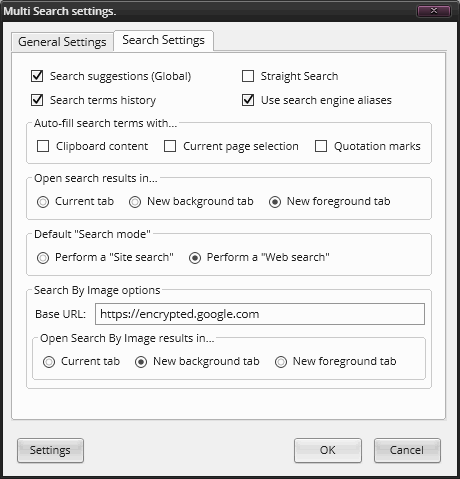 Multi Search settings.
General Settings Search Settings
Search suggestions (Global) Straight Search
Search terms history Use search engine aliases
Auto-fill search terms with...
Clipboard content Current page selection Quotation marks
Open search results in...
Current tab New background tab New foreground tab
Default "Search mode"
Perform a "Site search" Perform a "Web search"
Search By Image options
Base URL: https://encrypted.google.com
Open Search By Image results in...
Current tab New background tab New foreground tab
Settings OK Cancel